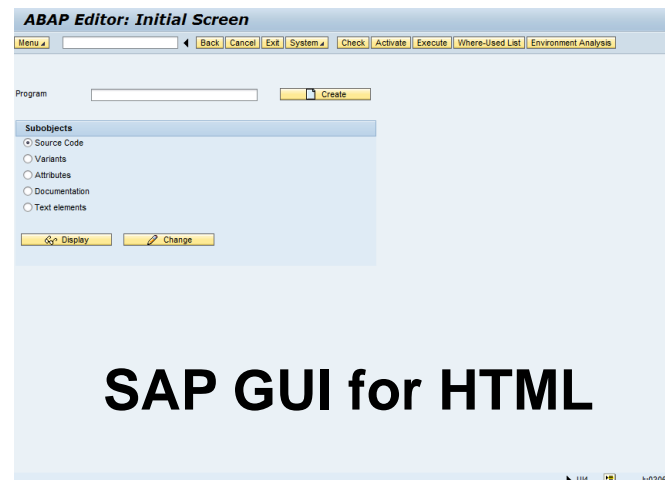 ABAP Editor: Initial Screen
Menu Back Cancel Exit System Check Activate Execute Where-Used List Environment Analysis
Program Create
Subobjects
Source Code
Variants
Attributes
Documentation
Text elements
Display Change
SAP GUI for HTML